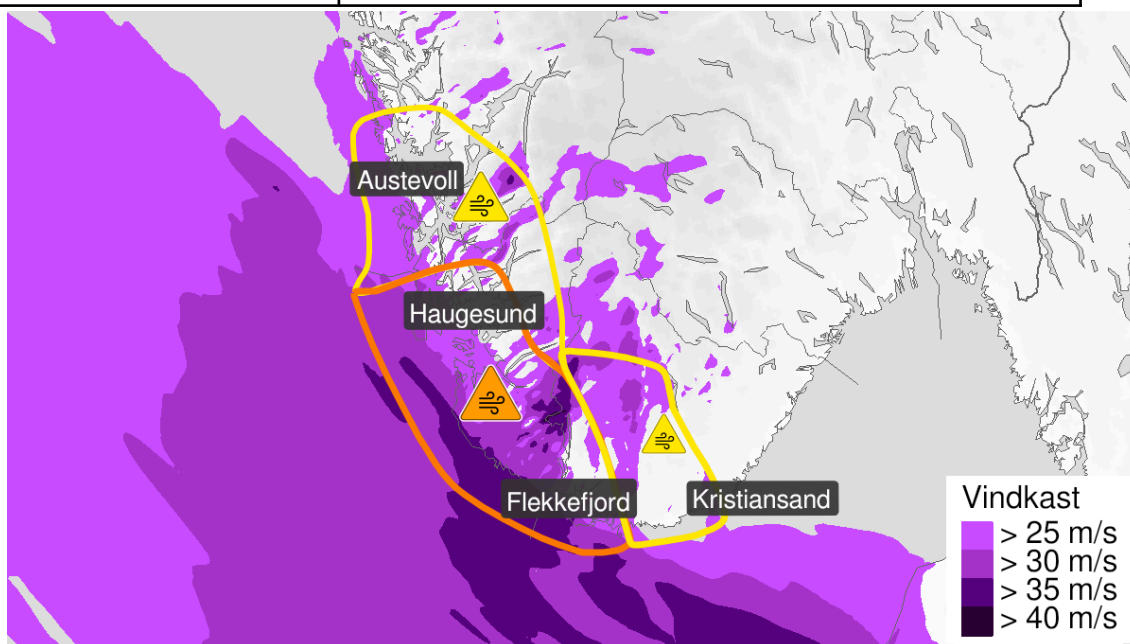 Austevoll
Haugesund
Flekkefjord
Kristiansand
Vindkast
> 25 m/s
> 30 m/s
> 35 m/s
> 40 m/s